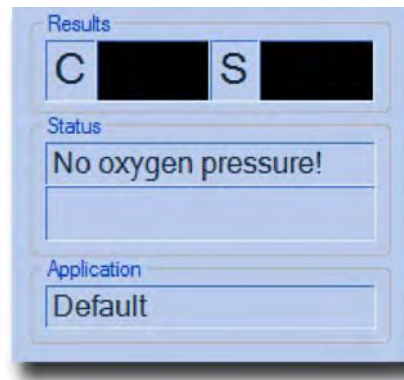 Results
C S
Status
No oxygen pressure!
Application
Default